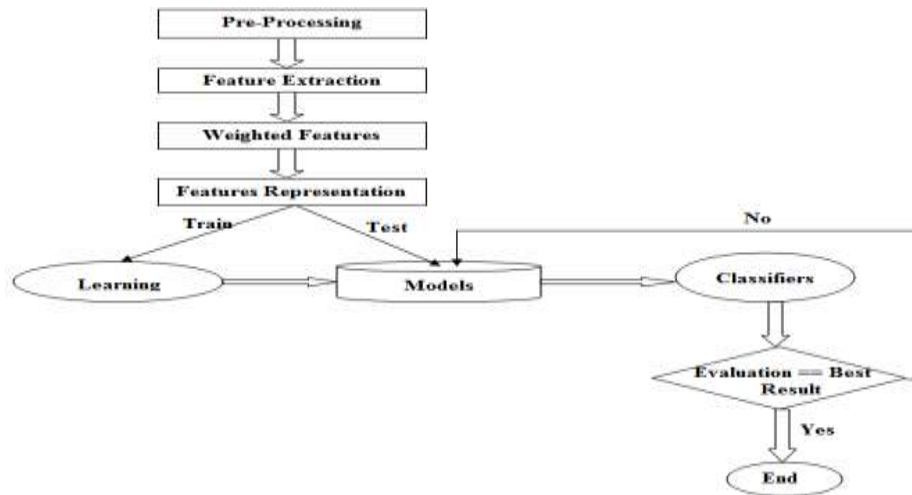 Pre-Processing
Feature Extraction
Weighted Features
Features Representation
Train
Test
No
Learning
Models
Classifiers
Evaluation == Best
Result
Yes
End